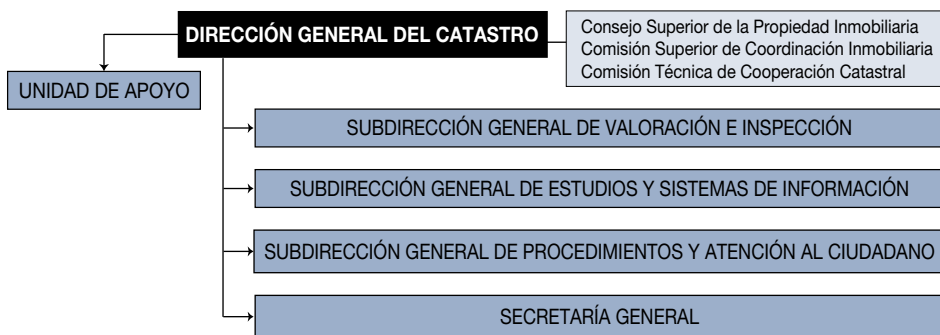 DIRECCIÓN GENERAL DEL CATASTRO
Consejo Superior de la Propiedad Inmobiliaria
Comisión Superior de Coordinación Inmobiliaria
Comisión Técnica de Cooperación Catastral
UNIDAD DE APOYO
SUBDIRECCIÓN GENERAL DE VALORACIÓN E INSPECCIÓN
SUBDIRECCIÓN GENERAL DE ESTUDIOS Y SISTEMAS DE INFORMACIÓN
SUBDIRECCIÓN GENERAL DE PROCEDIMIENTOS Y ATENCIÓN AL CIUDADANO
SECRETARÍA GENERAL